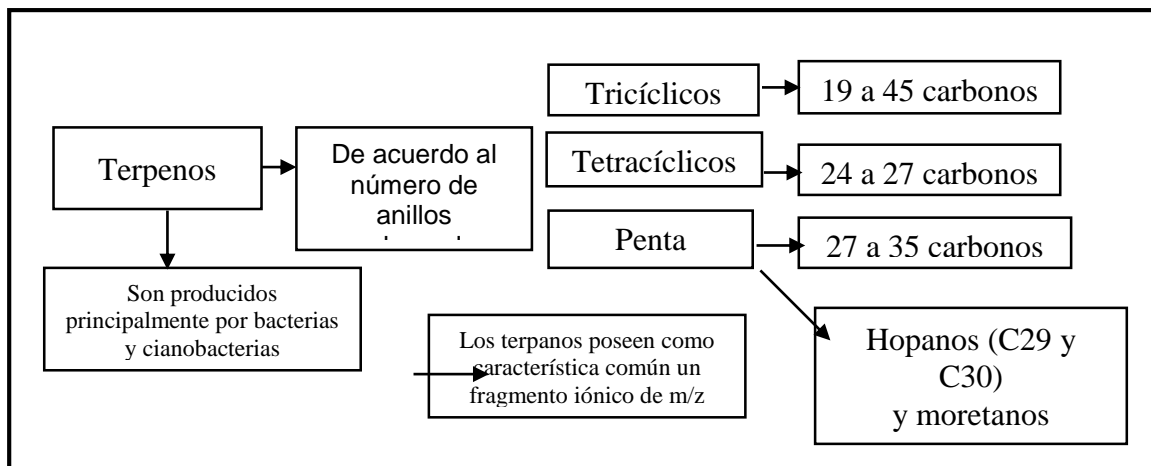 Terpenos
De acuerdo al
número de
anillos
Tricíclicos
19 a 45 carbonos
Tetracíclicos
24 a 27 carbonos
Penta
27 a 35 carbonos
Son producidos
principalmente por bacterias
y cianobacterias
Los terpanos poseen como
característica común un
fragmento iónico de m/z
Hopanos (C29 y
C30)
y moretanos